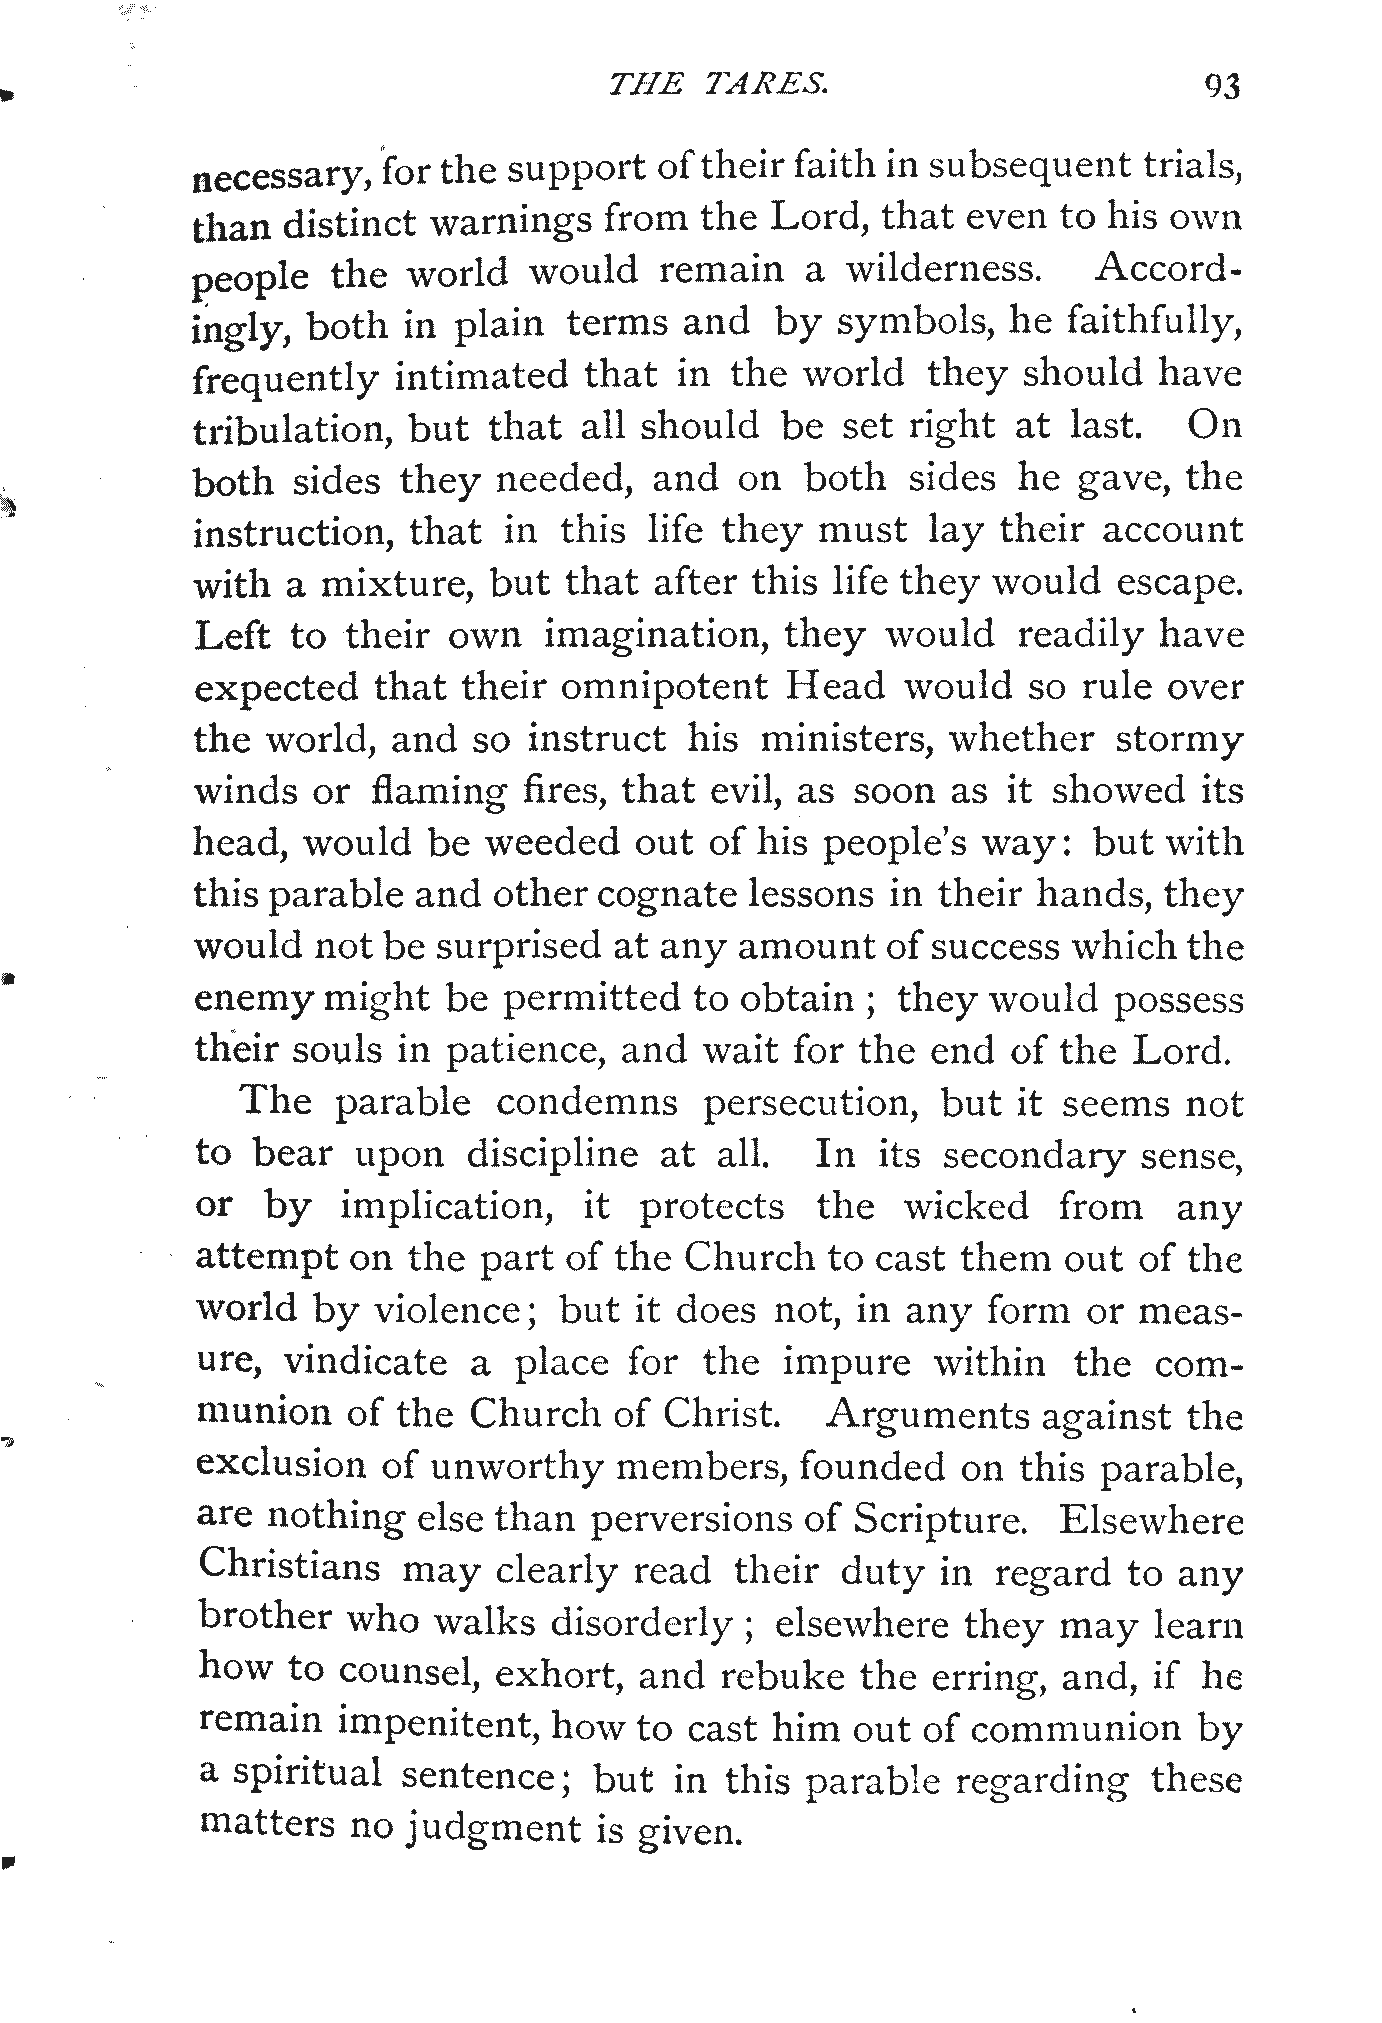 THE TARES. 93
necessary, for the support of their faith in subsequent trials,
than distinct warnings from the Lord, that even to his own
people the world would remain a wilderness. Accord-
ingly, both in plain terms and by symbols, he faithfully,
frequently intimated that in the world they should have
tribulation, but that all should be set right at last. On
both sides they needed, and on both sides he gave, the
instruction, that in this life they must lay their account
with a mixture, but that after this life they would escape.
Left to their own imagination, they would readily have
expected that their omnipotent Head would so rule over
the world, and so instruct his ministers, whether stormy
winds or flaming fires, that evil, as soon as it showed its
head, would be weeded out of his people's way: but with
this parable and other cognate lessons in their hands, they
would not be surprised at any amount of success which the
enemy might be permitted to obtain ; they would possess
their souls in patience, and wait for the end of the Lord.
The parable condemns persecution, but it seems not
to bear upon discipline at all. In its secondary sense,
or by implication, it protects the wicked from any
attempt on the part of the Church to cast them out of the
world by violence; but it does not, in any form or meas-
ure, vindicate a place for the impure within the com-
munion of the Church of Christ. Arguments against the
exclusion of unworthy members, founded on this parable,
are nothing else than perversions of Scripture. Elsewhere
Christians may clearly read their duty in regard to any
brother who walks disorderly ; elsewhere they may learn
how to counsel, exhort, and rebuke the erring, and, if he
remain impenitent, how to cast him out of communion by
a spiritual sentence; but in this parable regarding these
matters no judgment is given.